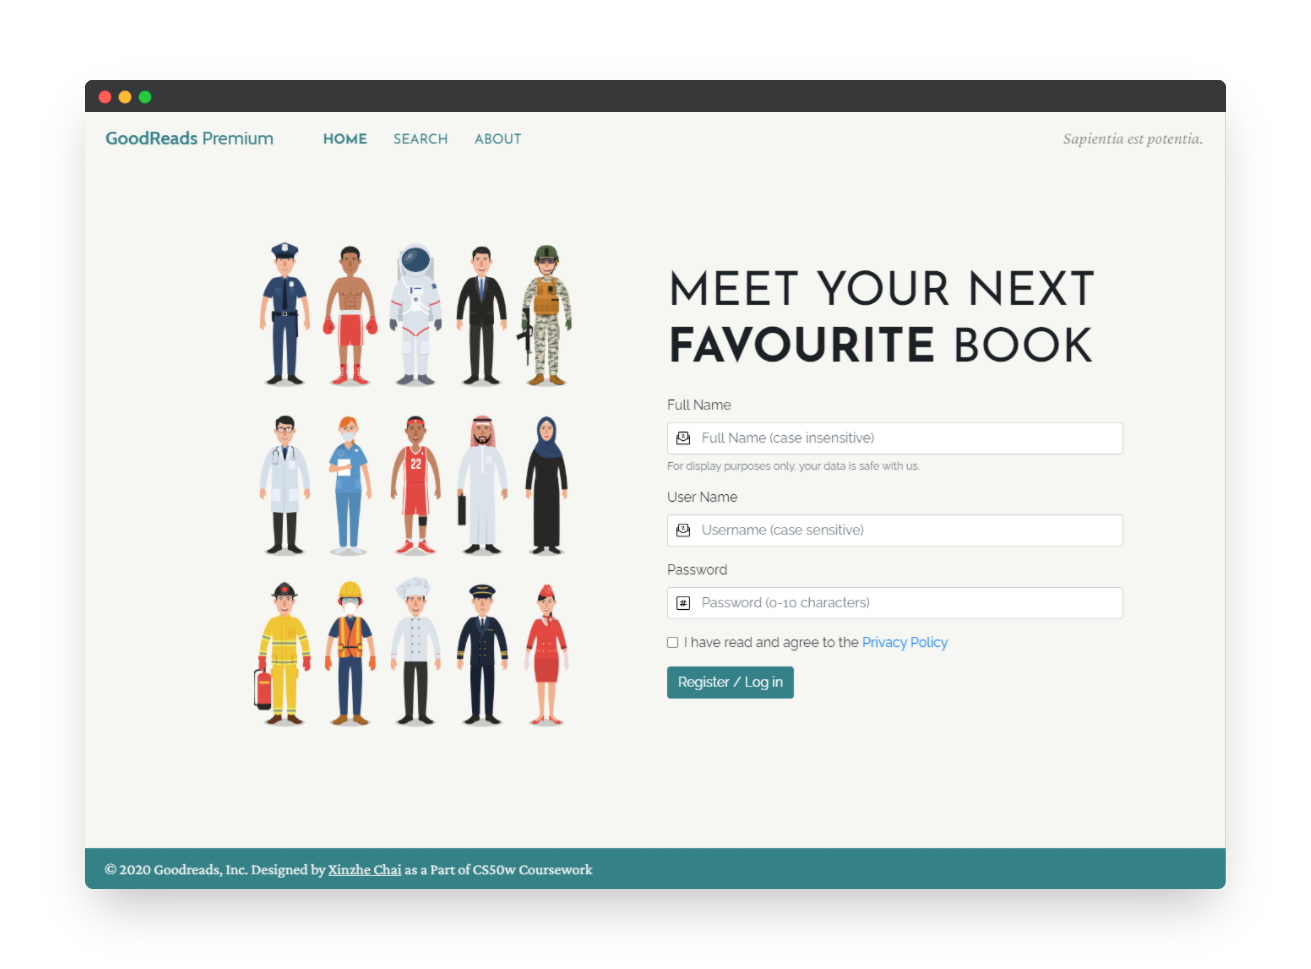 GoodReads Premium HOME SEARCH ABOUT Sapientia est potentia.
MEET YOUR NEXT
FAVOURITE BOOK
Full Name
Full Name (case insensitive)
For display purposes only, your data is safe with us.
User Name
Username (case sensitive)
Password
Password (0-10 characters)
I have read and agree to the Privacy Policy
Register / Log in
22
© 2020 Goodreads, Inc. Designed by Xinzhe Chai as a Part of CS50w Coursework